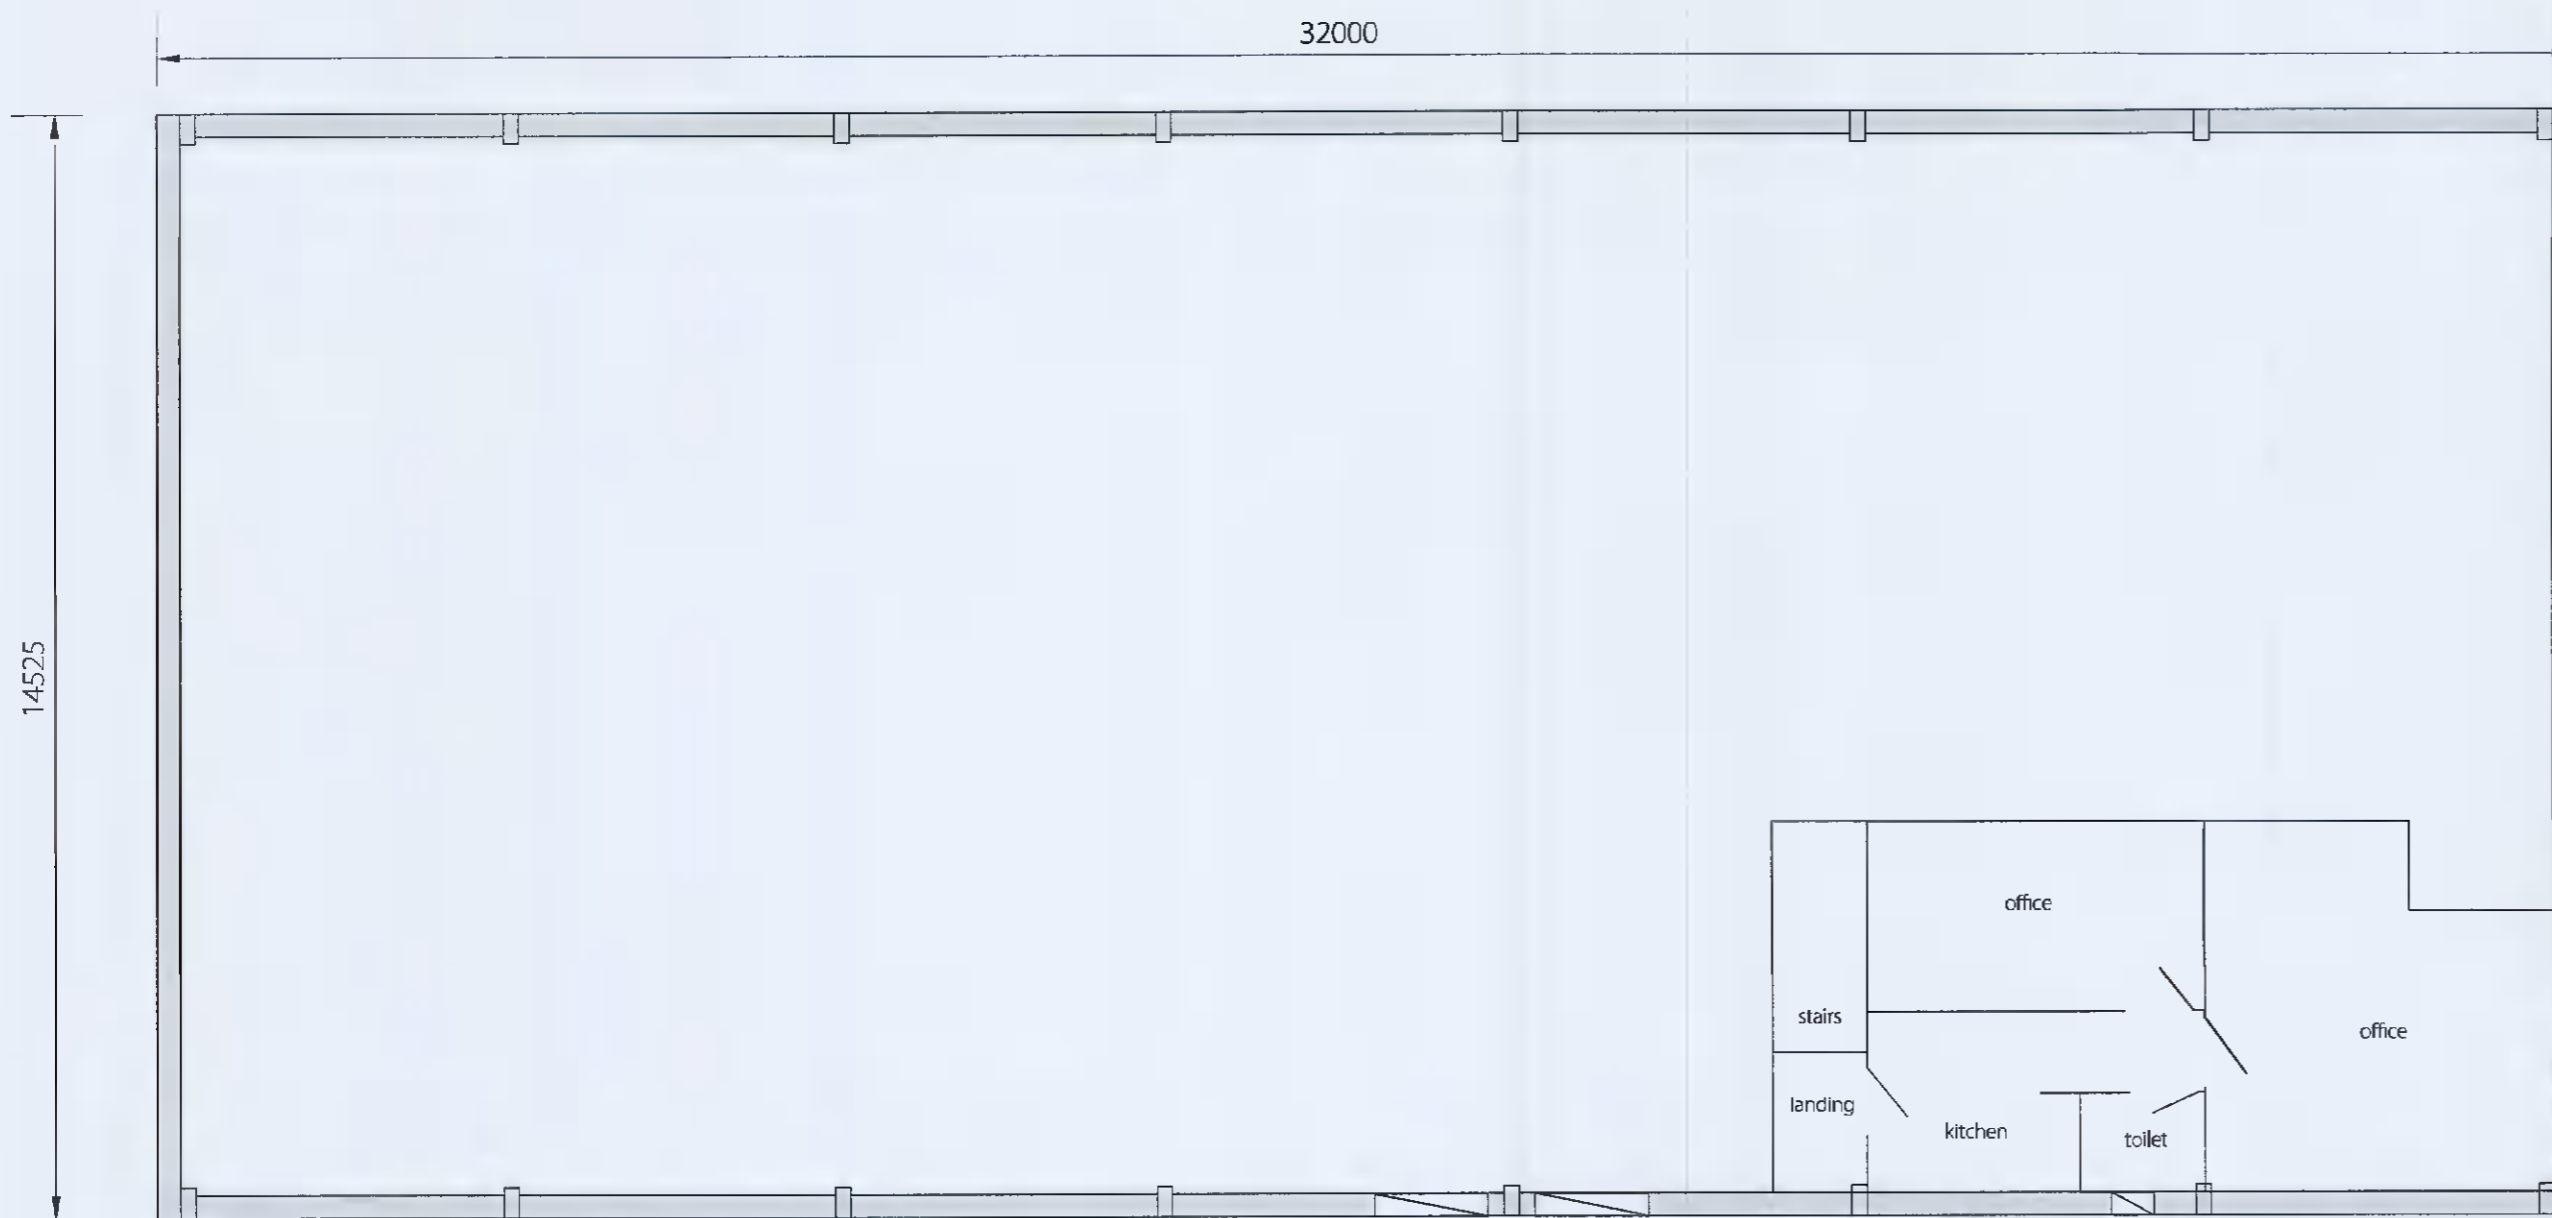 32000
14525
office
stairs
office
landing
kitchen
toilet